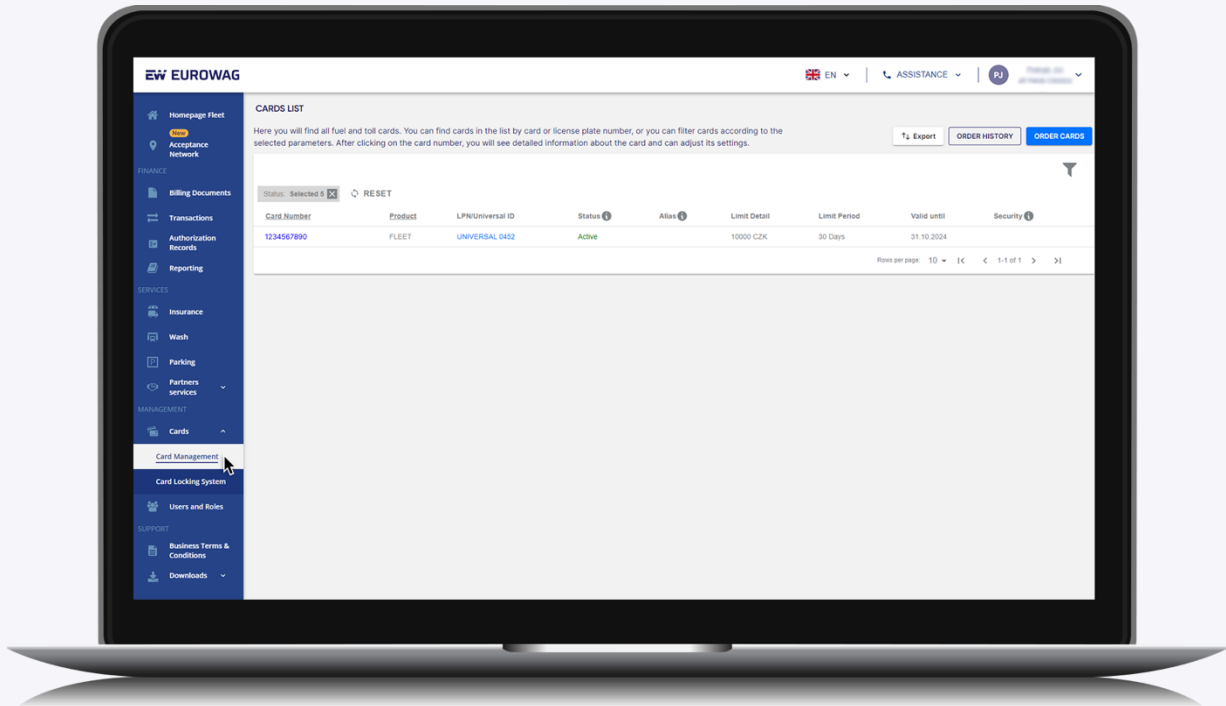 EW EUROWAG
EN
ASSISTANCE
PJ
Homepage Fleet
New
Acceptance
Network
FINANCE
Billing Documents
Transactions
Authorization
Records
Reporting
SERVICES
Insurance
Wash
Parking
Partners
services
MANAGEMENT
Cards
Card Management
Card Locking System
Users and Roles
SUPPORT
Business Terms &
Conditions
Downloads
CARDS LIST
Here you will find all fuel and toll cards. You can find cards in the list by card or license plate number, or you can filter cards according to the
selected parameters. After clicking on the card number, you will see detailed information about the card and can adjust its settings.
Export
ORDER HISTORY
ORDER CARDS
Status: Selected 5
RESET
Card Number Product LPN/Universal ID Status Alias Limit Detail Limit Period Valid until Security
1234567890 FLEET UNIVERSAL 0452 Active 10000 CZK 30 Days 31.10.2024
Rows per page: 10 1-1 of 1